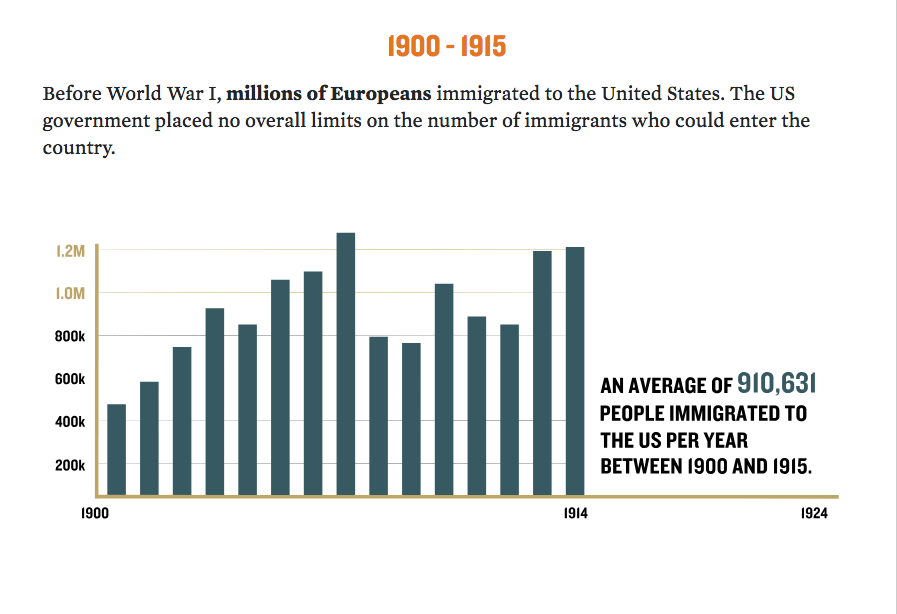 1900 - 1915
Before World War I, millions of Europeans immigrated to the United States. The US
government placed no overall limits on the number of immigrants who could enter the
country.
1.2M
1.0M
800k
600k
400k
200k
AN AVERAGE OF 910,631
PEOPLE IMMIGRATED TO
THE US PER YEAR
BETWEEN 1900 AND 1915.
1900
1914
1924